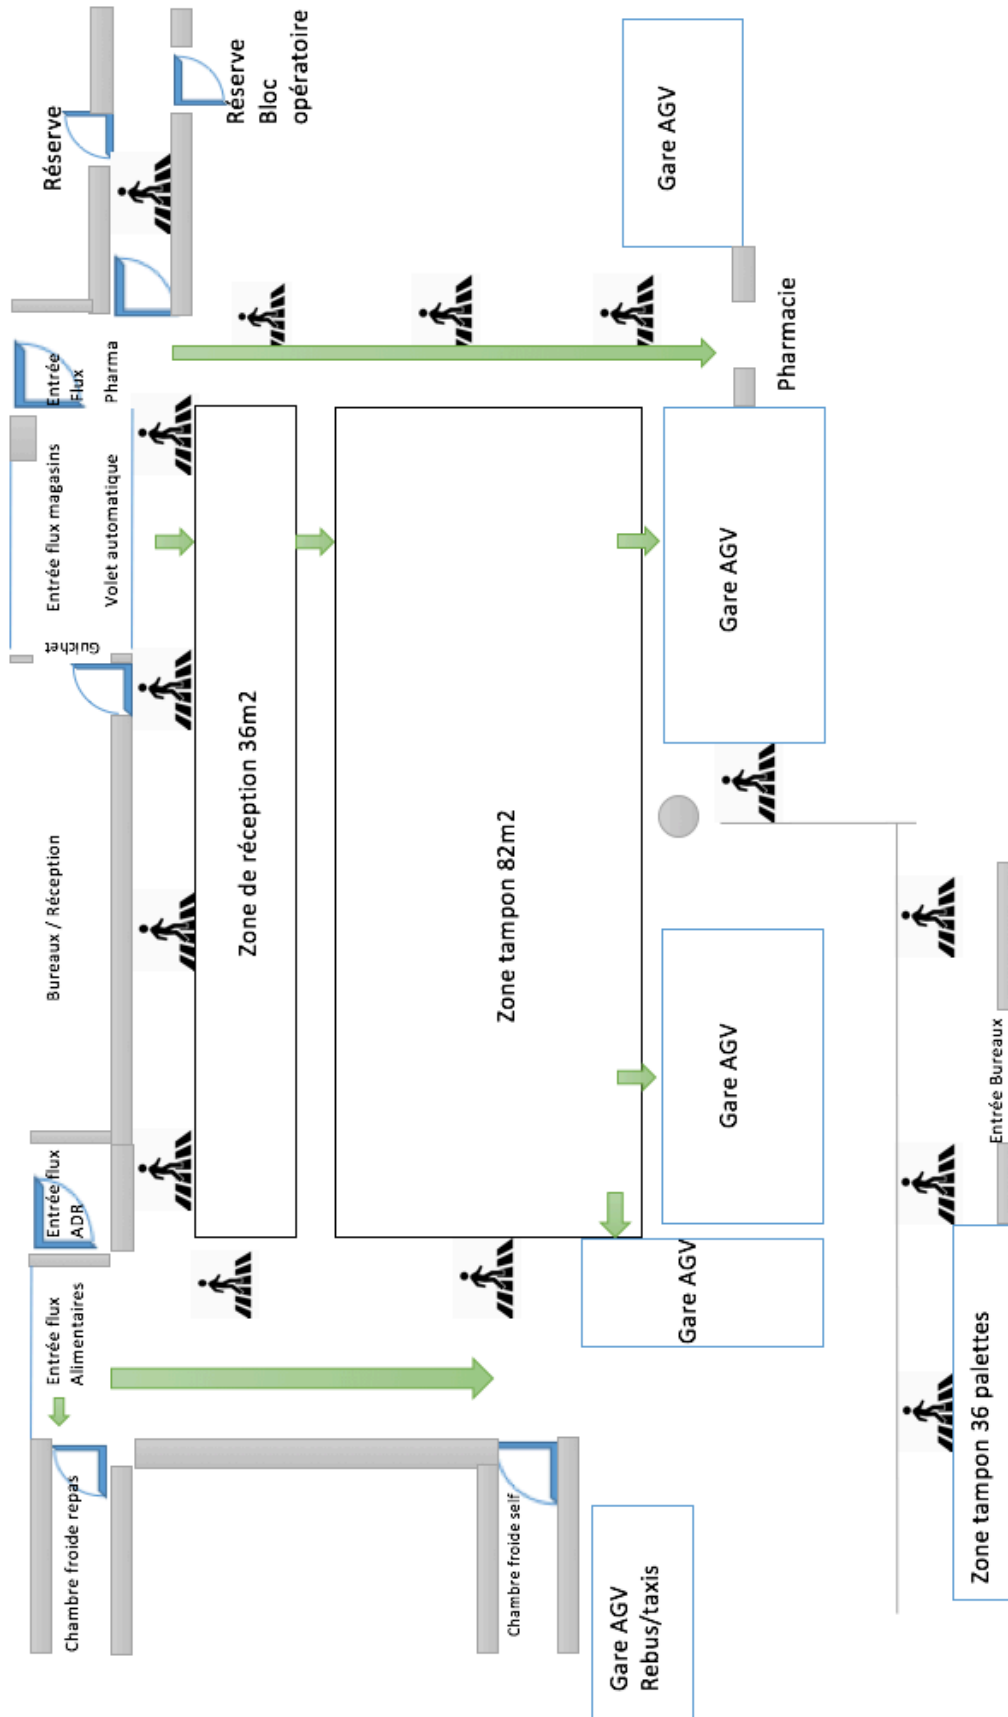 Réserve
Réserve
Bloc
opératoire
Gare AGV
Entrée
Flux
Pharma
Pharmacie
Entrée flux magasins
Volet automatique
Guichet
Gare AGV
Bureaux / Réception
Zone de réception 36m2
Zone tampon 82m2
Gare AGV
Entrée flux
ADR
Entrée Bureaux
Entrée flux
Alimentaires
Gare AGV
Chambre froide repas
Chambre froide self
Gare AGV
Rebus/taxis
Zone tampon 36 palettes